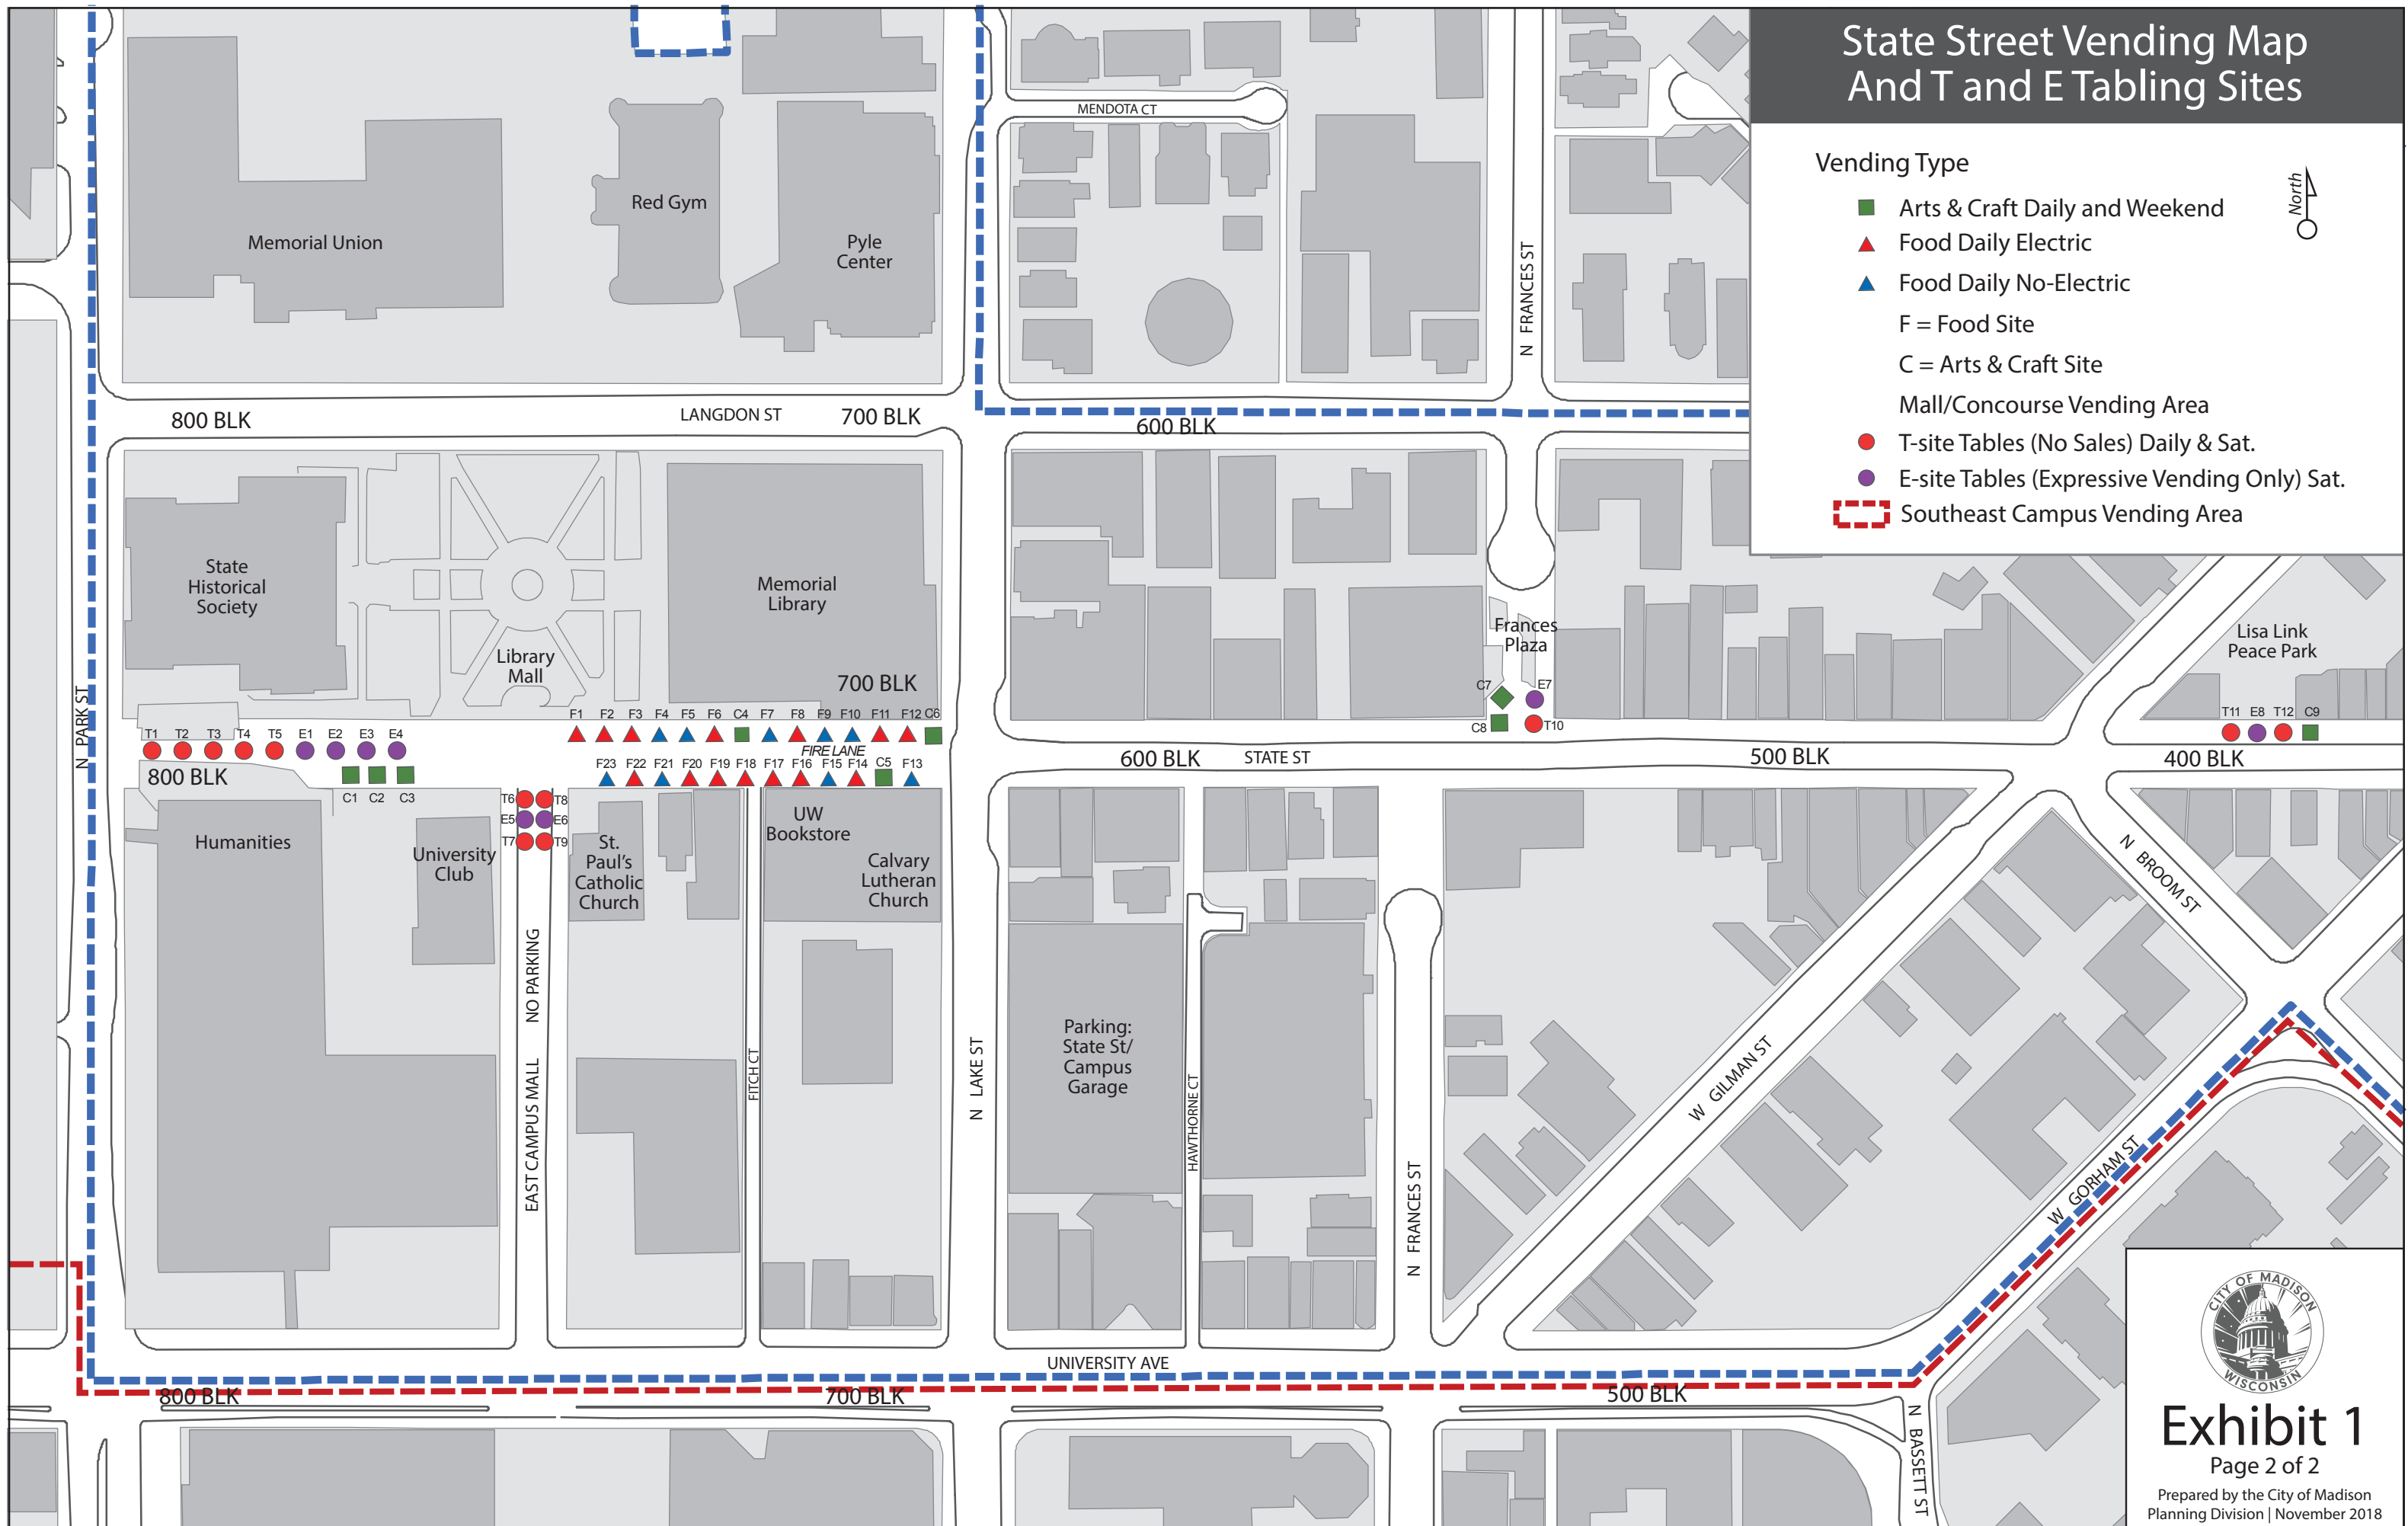 State Street Vending Map
And T and E Tabling Sites
Vending Type
Arts & Craft Daily and Weekend
Food Daily Electric
Food Daily No-Electric
F = Food Site
C = Arts & Craft Site
Mall/Concourse Vending Area
T-site Tables (No Sales) Daily & Sat.
E-site Tables (Expressive Vending Only) Sat.
Southeast Campus Vending Area
North
MENDOTA CT
Memorial Union
Red Gym
Pyle
Center
N FRANCES ST
800 BLK
LANGDON ST
700 BLK
600 BLK
State
Historical
Society
Library
Mall
Memorial
Library
700 BLK
Frances
Plaza
Lisa Link
Peace Park
N PARK ST
C7
E7
C8
T10
T11
E8
T12
C9
F1
F2
F3
F4
F5
F6
C4
F7
F8
F9
F10
F11
F12
C6
T1
T2
T3
T4
T5
E1
E2
E3
E4
FIRE LANE
600 BLK
STATE ST
500 BLK
400 BLK
800 BLK
C1
C2
C3
F23
F22
F21
F20
F19
F18
F17
F16
F15
F14
C5
F13
T6
T8
E5
E6
T7
T9
Humanities
University
Club
St.
Paul's
Catholic
Church
UW
Bookstore
Calvary
Lutheran
Church
N BROOM ST
EAST CAMPUS MALL
NO PARKING
FITCH CT
N LAKE ST
Parking:
State St/
Campus
Garage
HAWTHORNE CT
N FRANCES ST
W GILMAN ST
W GORHAM ST
UNIVERSITY AVE
800 BLK
700 BLK
500 BLK
N BASSETT ST
CITY OF MADISON
WISCONSIN
Exhibit 1
Page 2 of 2
Prepared by the City of Madison
Planning Division | November 2018